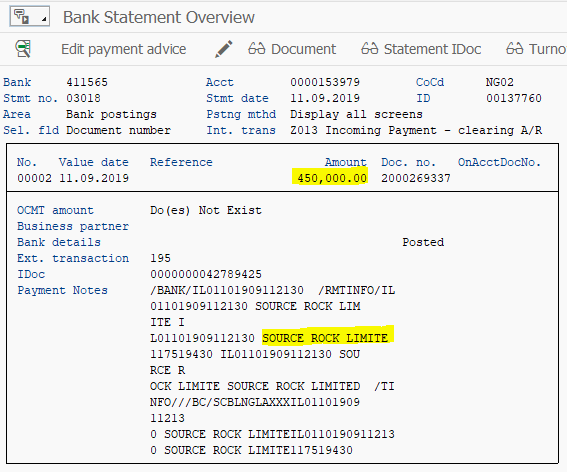 Bank Statement Overview
Edit payment advice Document Statement IDoc Turno
Bank 411565 Acct 0000153979 CoCd NG02
Stmt no. 03018 Stmt date 11.09.2019 ID 00137760
Area Bank postings Pstng mthd Display all screens
Sel. fld Document number Int. trans Z013 Incoming Payment - clearing A/R
No. Value date Reference Amount Doc. no. OnAcctDocNo.
00002 11.09.2019 450,000.00 2000269337
OCMT amount Do(es) Not Exist
Business partner
Bank details Posted
Ext. transaction 195
IDoc 0000000042789425
Payment Notes /BANK/IL01101909112130 /RMTINFO/IL
01101909112130 SOURCE ROCK LIM
ITE I
L01101909112130 SOURCE ROCK LIMITE
117519430 IL01101909112130 SOU
RCE R
OCK LIMITE SOURCE ROCK LIMITED /TI
NFO///BC/SCBLNGLAXXXIL01101909
11213
0 SOURCE ROCK LIMITEIL0110190911213
0 SOURCE ROCK LIMITE117519430